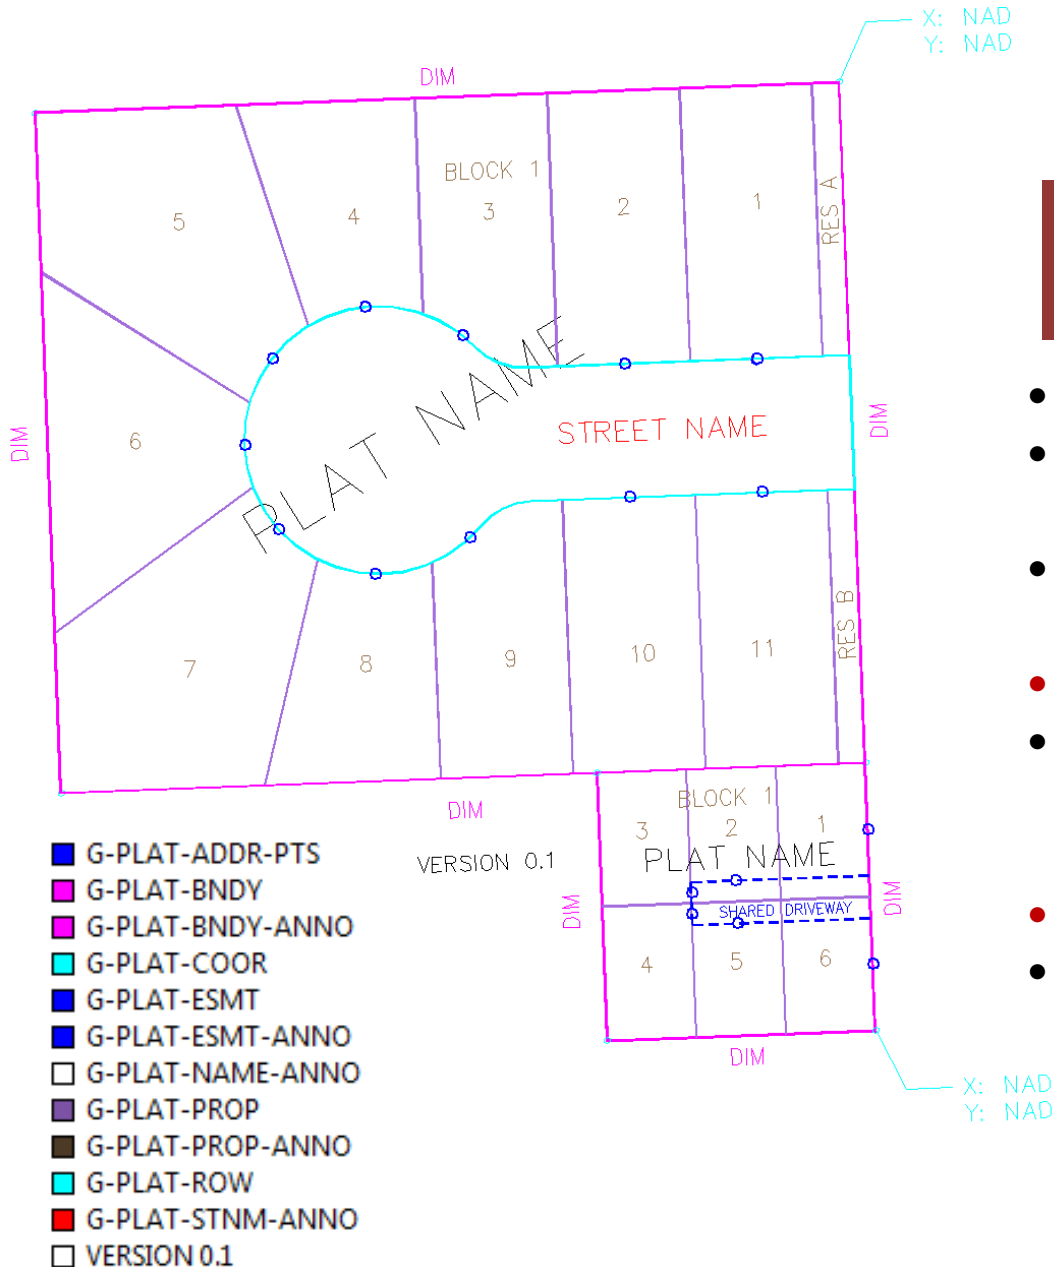 X: NAD
Y: NAD
DIM
BLOCK 1
5
4
3
2
1
RES A
PLAT NAME
STREET NAME
DIM
DIM
6
7
8
9
10
11
RES B
DIM
BLOCK 1
3
2
1
VERSION 0.1
PLAT NAME
DIM
DIM
SHARED DRIVEWAY
4
5
6
DIM
X: NAD
Y: NAD
G-PLAT-ADDR-PTS
G-PLAT-BNDY
G-PLAT-BNDY-ANNO
G-PLAT-COOR
G-PLAT-ESMT
G-PLAT-ESMT-ANNO
G-PLAT-NAME-ANNO
G-PLAT-PROP
G-PLAT-PROP-ANNO
G-PLAT-ROW
G-PLAT-STNM-ANNO
VERSION 0.1